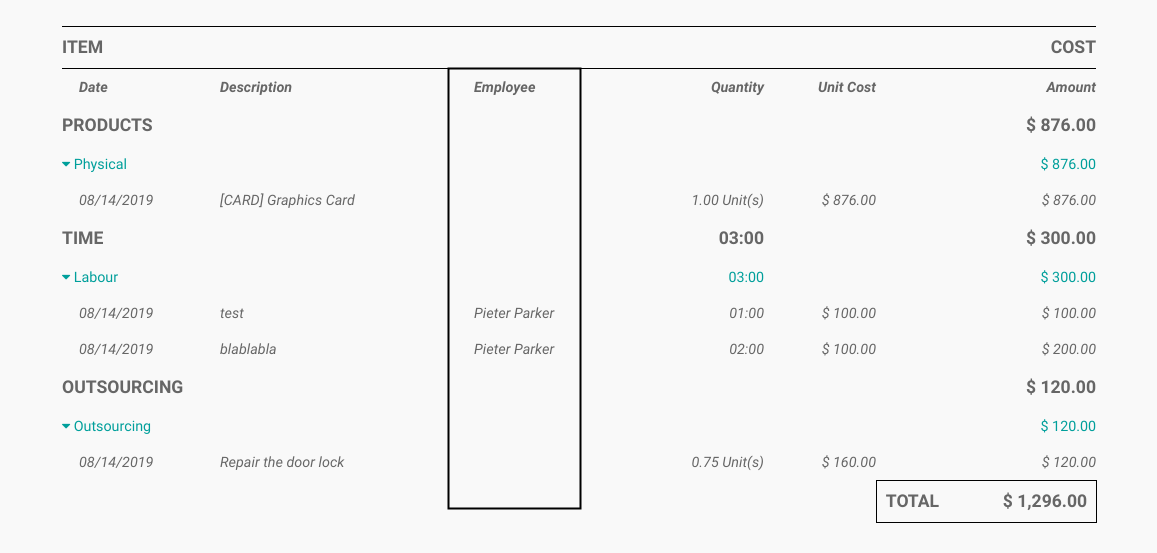 ITEM COST
Date Description Employee Quantity Unit Cost Amount
PRODUCTS $ 876.00
Physical $ 876.00
08/14/2019 [CARD] Graphics Card 1.00 Unit(s) $ 876.00 $ 876.00
TIME 03:00 $ 300.00
Labour 03:00 $ 300.00
08/14/2019 test Pieter Parker 01:00 $ 100.00 $ 100.00
08/14/2019 blablabla Pieter Parker 02:00 $ 100.00 $ 200.00
OUTSOURCING $ 120.00
Outsourcing $ 120.00
08/14/2019 Repair the door lock 0.75 Unit(s) $ 160.00 $ 120.00
TOTAL $ 1,296.00